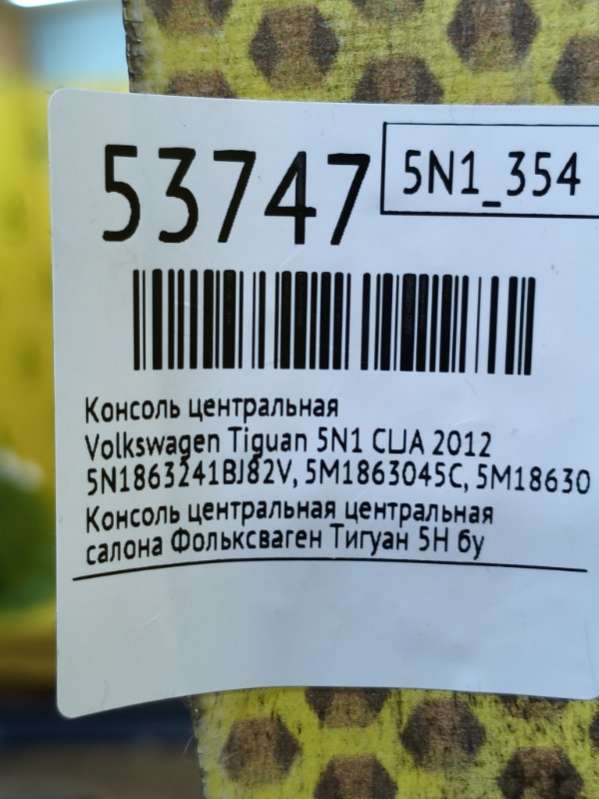 53747
5N1_354
Консоль центральная
Volkswagen Tiguan 5N1 CLJA 2012
5N1863241BJ82V, 5M1863045C, 5M18630
Консоль центральная центральная
салона Фольксваген Тигуан 5Н бу